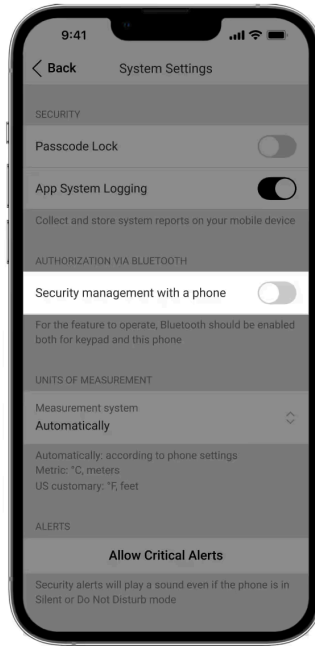 9:41
Back
System Settings
SECURITY
Passcode Lock
App System Logging
Collect and store system reports on your mobile device
AUTHORIZATION VIA BLUETOOTH
Security management with a phone
For the feature to operate, Bluetooth should be enabled
both for keypad and this phone
UNITS OF MEASUREMENT
Measurement system
Automatically
Automatically: according to phone settings
Metric: °C, meters
US customary: °F, feet
ALERTS
Allow Critical Alerts
Security alerts will play a sound even if the phone is in
Silent or Do Not Disturb mode